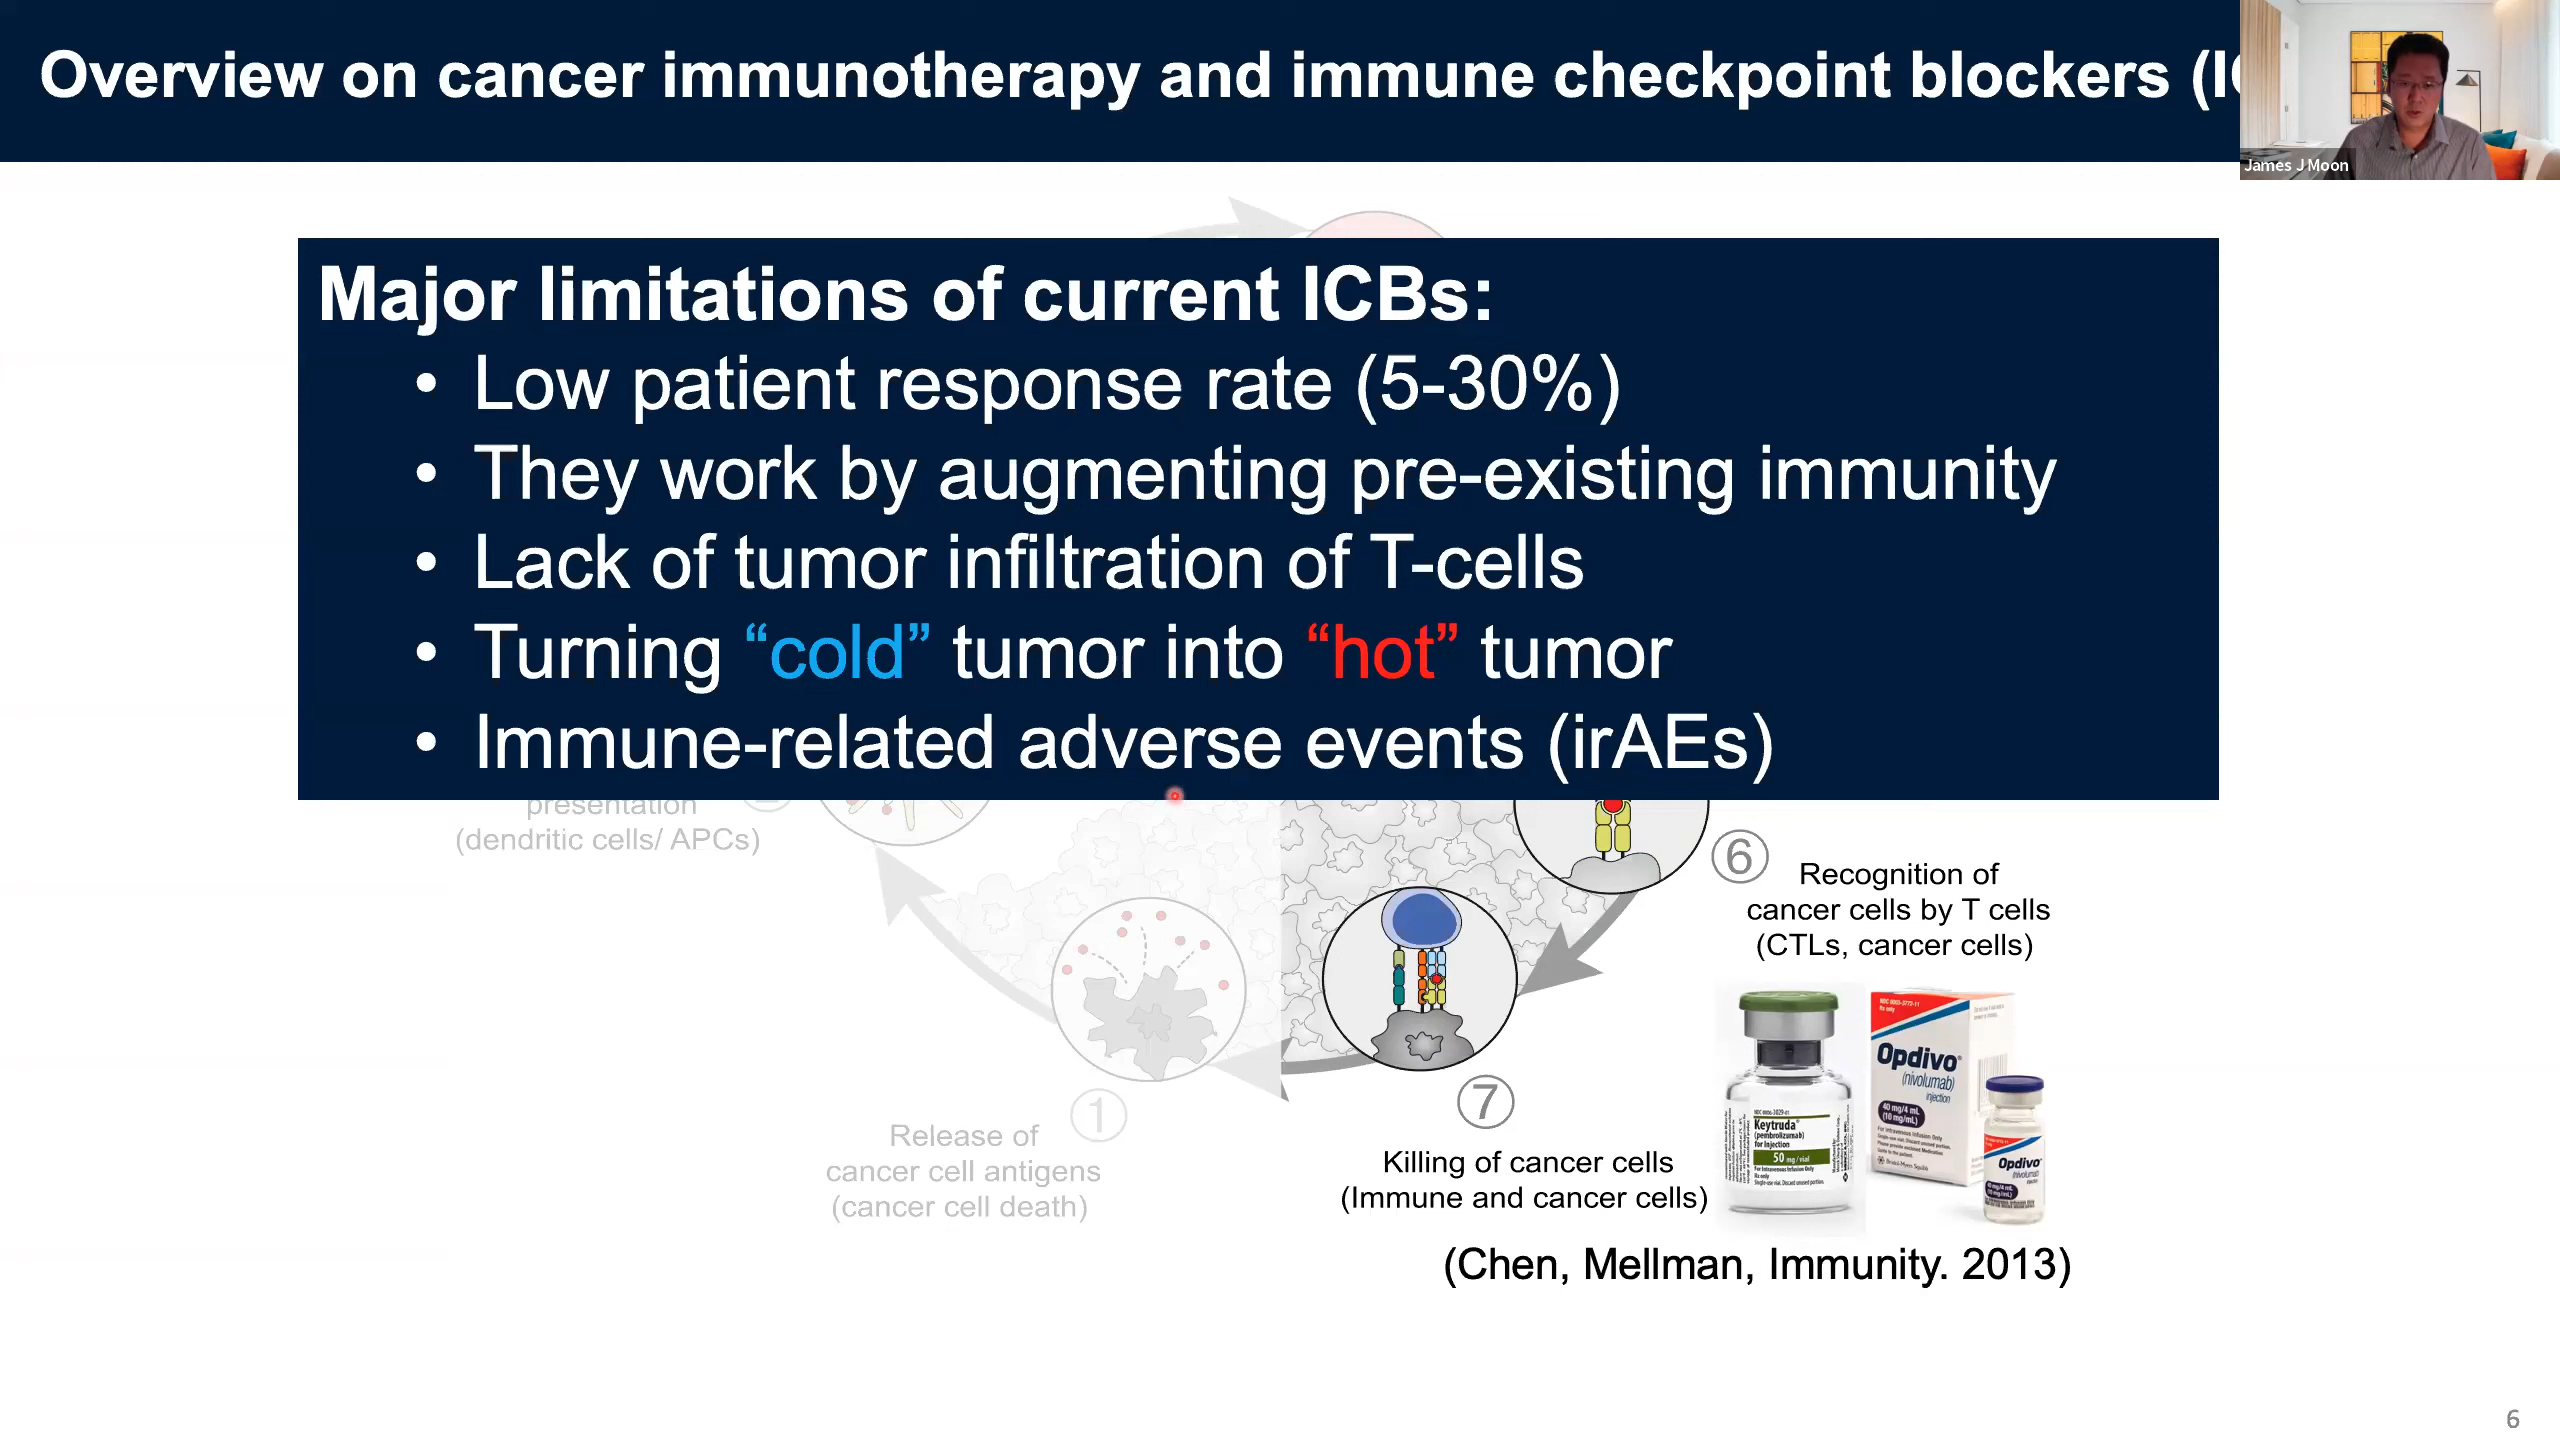 Overview on cancer immunotherapy and immune checkpoint blockers (IC
James J Moon
Major limitations of current ICBs:
• Low patient response rate (5-30%)
• They work by augmenting pre-existing immunity
• Lack of tumor infiltration of T-cells
• Turning “cold” tumor into “hot” tumor
• Immune-related adverse events (irAEs)
presentation
(dendritic cells/ APCs)
6
Recognition of
cancer cells by T cells
(CTLs, cancer cells)
1
Release of
cancer cell antigens
(cancer cell death)
7
Killing of cancer cells
(Immune and cancer cells)
Keytruda
(pembrolizumab)
for Injection
50 mg/vial
Rx only
Opdivo
(nivolumab)
injection
40 mg/4 mL
(10 mg/mL)
For Intravenous Infusion Only
Bristol-Myers Squibb
Opdivo
(Chen, Mellman, Immunity. 2013)
6